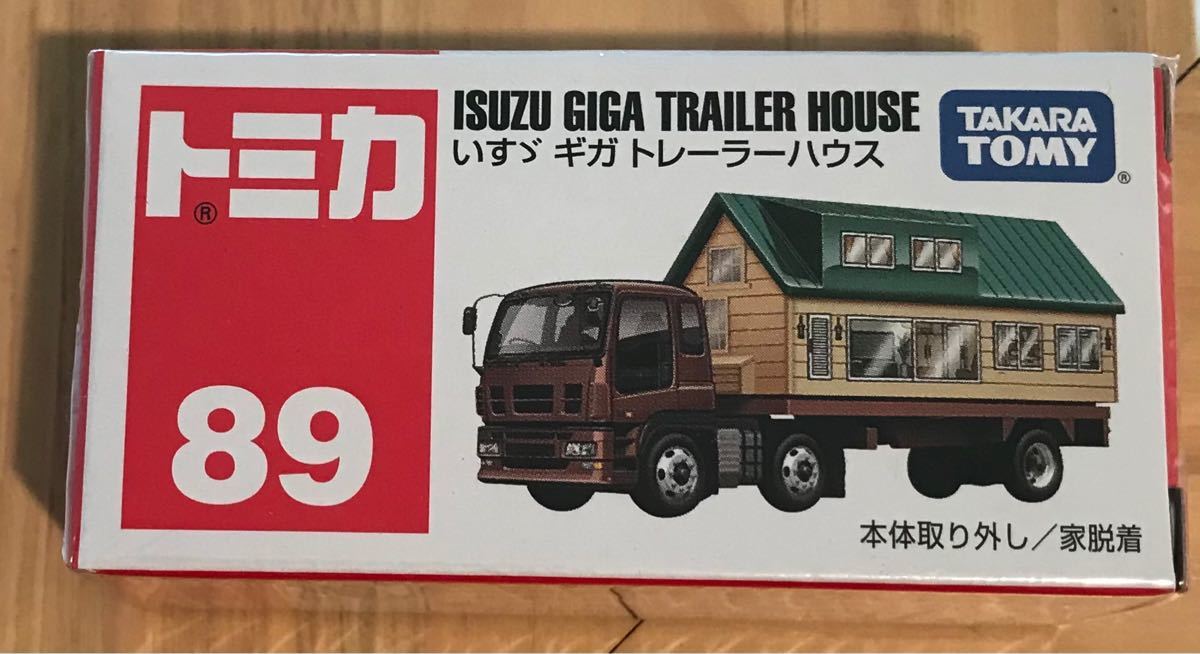 トミカ
®
89
ISUZU GIGA TRAILER HOUSE
いすゞ ギガ トレーラーハウス
TAKARA
TOMY
®
本体取り外し／家脱着